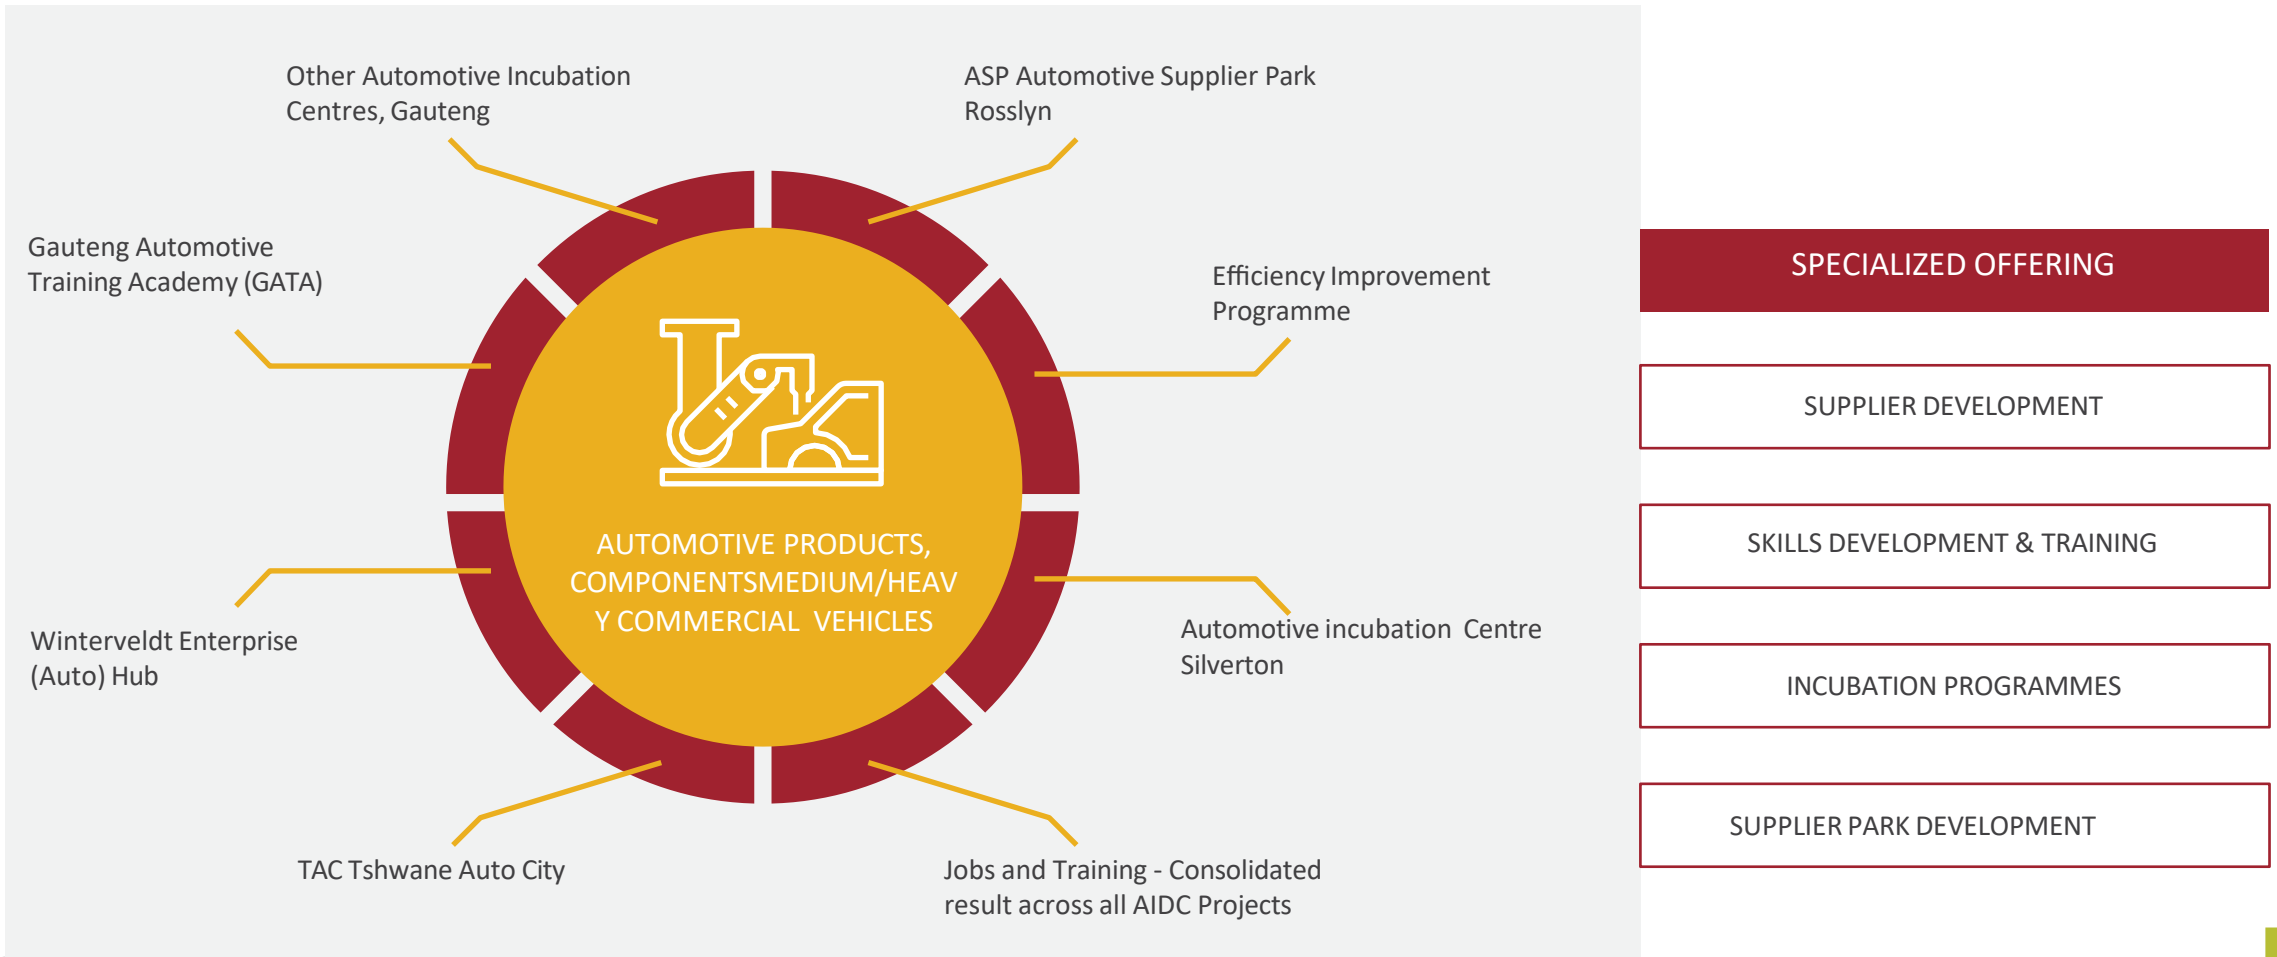 Other Automotive Incubation
Centres, Gauteng
ASP Automotive Supplier Park
Rosslyn
Gauteng Automotive
Training Academy (GATA)
Efficiency Improvement
Programme
AUTOMOTIVE PRODUCTS,
COMPONENTSMEDIUM/HEAV
Y COMMERCIAL VEHICLES
Winterveldt Enterprise
(Auto) Hub
Automotive incubation Centre
Silverton
TAC Tshwane Auto City
Jobs and Training - Consolidated
result across all AIDC Projects
SPECIALIZED OFFERING
SUPPLIER DEVELOPMENT
SKILLS DEVELOPMENT & TRAINING
INCUBATION PROGRAMMES
SUPPLIER PARK DEVELOPMENT